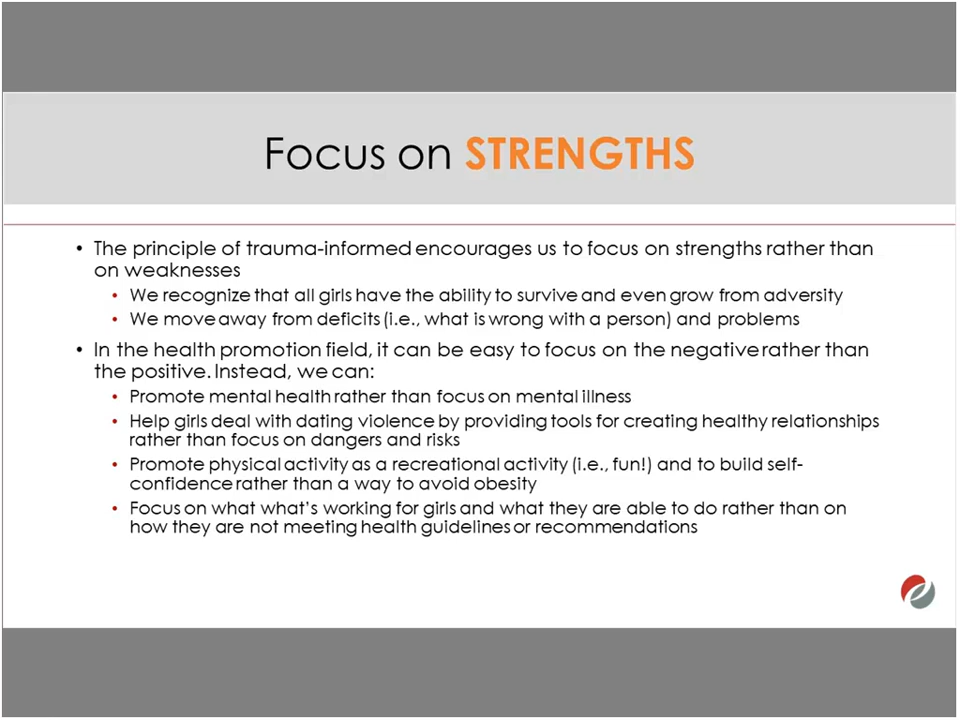 Focus on STRENGTHS
• The principle of trauma-informed encourages us to focus on strengths rather than
on weaknesses
• We recognize that all girls have the ability to survive and even grow from adversity
• We move away from deficits (i.e., what is wrong with a person) and problems
• In the health promotion field, it can be easy to focus on the negative rather than
the positive. Instead, we can:
• Promote mental health rather than focus on mental illness
• Help girls deal with dating violence by providing tools for creating healthy relationships
rather than focus on dangers and risks
• Promote physical activity as a recreational activity (i.e., fun!) and to build self-
confidence rather than a way to avoid obesity
• Focus on what what's working for girls and what they are able to do rather than on
how they are not meeting health guidelines or recommendations